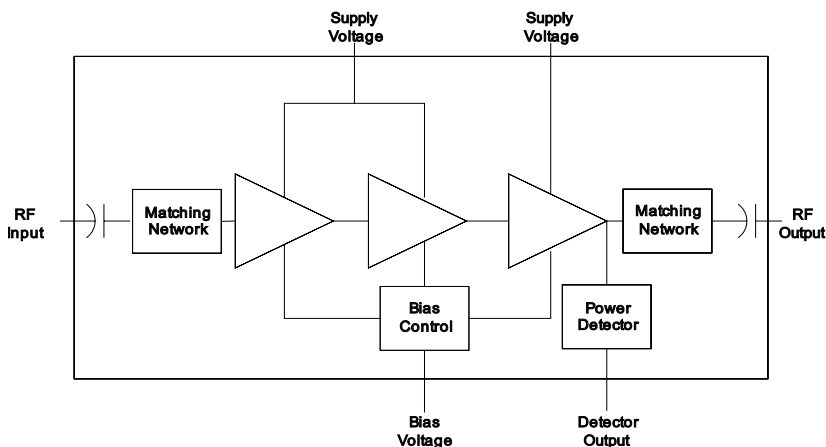 Supply
Voltage
Supply
Voltage
RF
Input
Matching
Network
Matching
Network
RF
Output
Bias
Control
Power
Detector
Bias
Voltage
Detector
Output